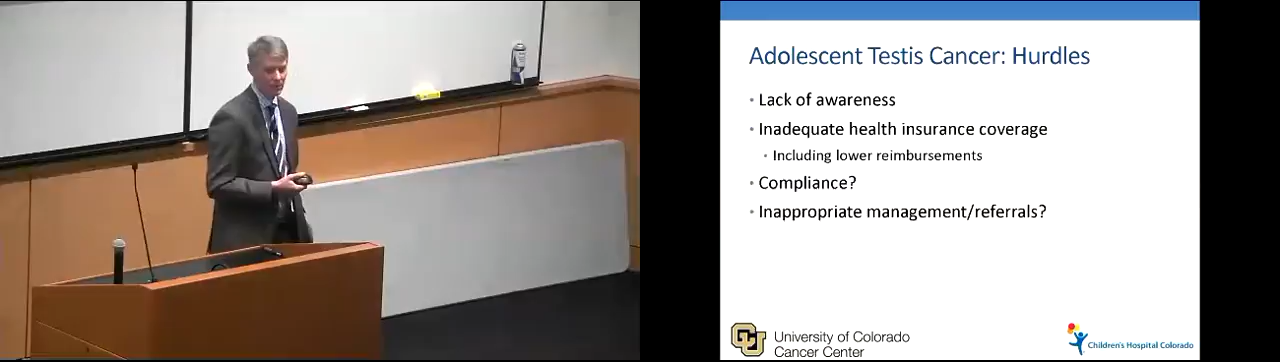 Adolescent Testis Cancer: Hurdles
• Lack of awareness
• Inadequate health insurance coverage
• Including lower reimbursements
• Compliance?
• Inappropriate management/referrals?
CU
University of Colorado
Cancer Center
Children's Hospital Colorado